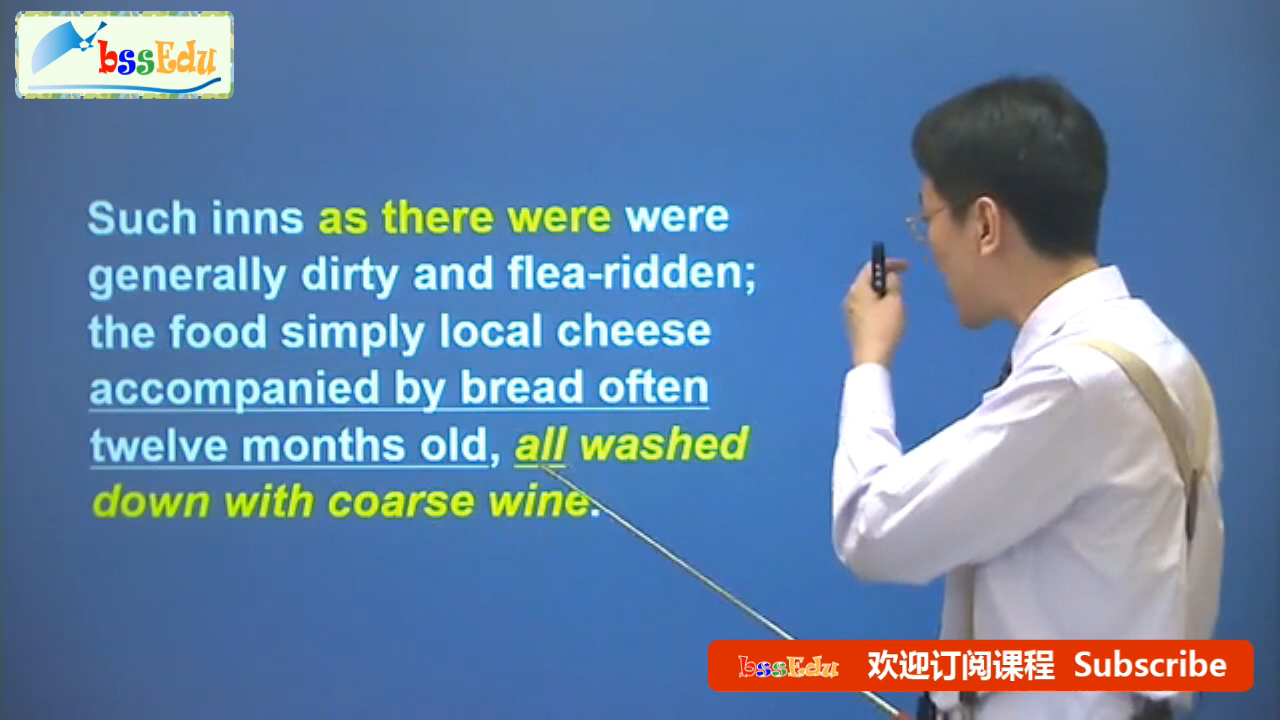 bssEdu
Such inns as there were were
generally dirty and flea-ridden;
the food simply local cheese
accompanied by bread often
twelve months old, all washed
down with coarse wine.
bssEdu 欢迎订阅课程 Subscribe